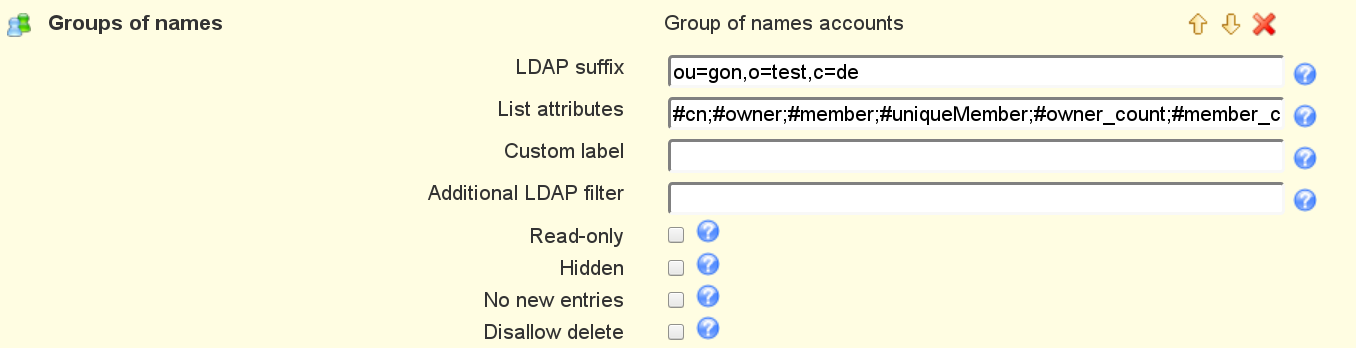 Groups of names Group of names accounts
LDAP suffix ou=gon,o=test,c=de
List attributes #cn;#owner;#member;#uniqueMember;#owner_count;#member_c
Custom label
Additional LDAP filter
Read-only
Hidden
No new entries
Disallow delete